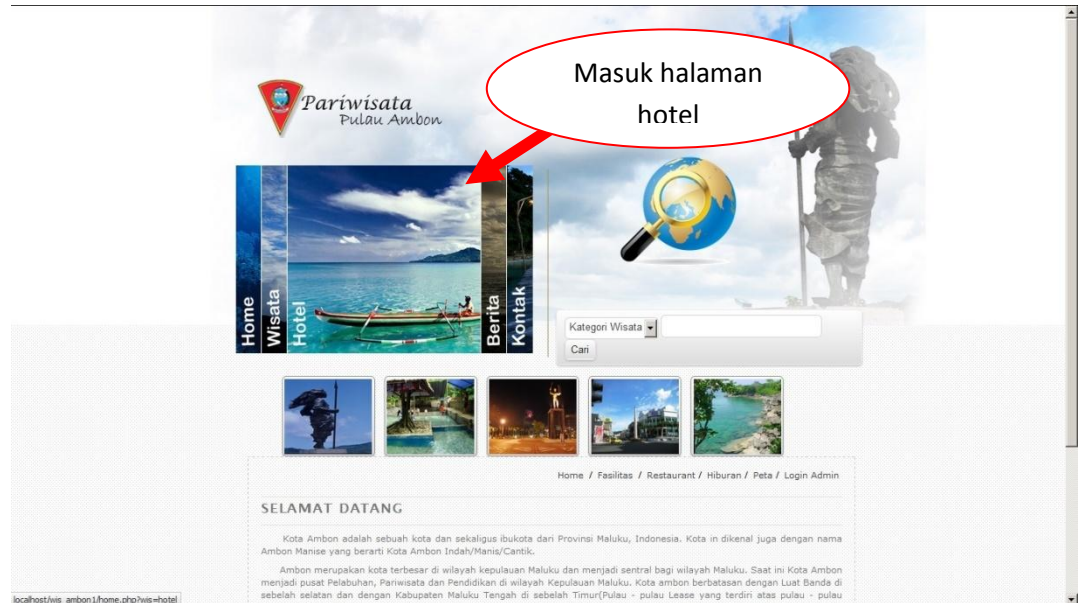 Masuk halaman
hotel
Pariwisata
Pulau Ambon
Home
Wisata
Hotel
Berita
Kontak
Kategori Wisata
Cari
Home / Fasilitas / Restaurant / Hiburan / Peta / Login Admin
SELAMAT DATANG
Kota Ambon adalah sebuah kota dan sekaligus ibukota dari Provinsi Maluku, Indonesia. Kota in dikenal juga dengan nama
Ambon Manise yang berarti Kota Ambon Indah/Manis/Cantik.
Ambon merupakan kota terbesar di wilayah kepulauan Maluku dan menjadi sentral bagi wilayah Maluku. Saat ini Kota Ambon
menjadi pusat Pelabuhan, Pariwisata dan Pendidikan di wilayah Kepulauan Maluku. Kota ambon berbatasan dengan Luat Banda di
sebelah selatan dan dengan Kabupaten Maluku Tengah di sebelah Timur(Pulau - pulau Lease yang terdiri atas pulau - pulau
localhost/wis_ambon1/home.php?wis=hotel